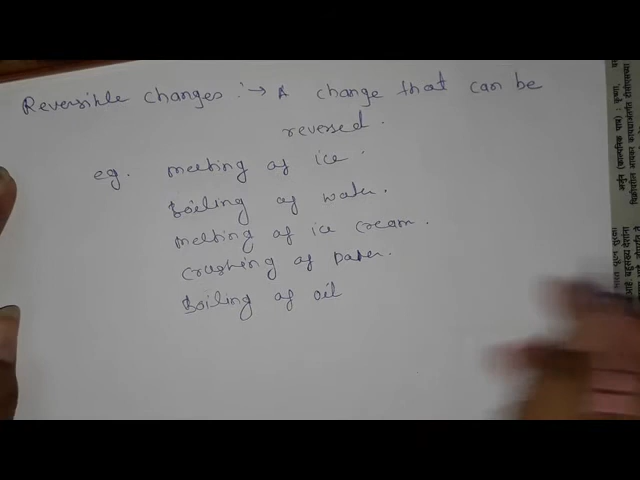 Reversible changes :→ A change that can be
reversed.
eg. melting of ice.
Boiling of water.
melting of ice cream.
crushing of paper.
Boiling of oil